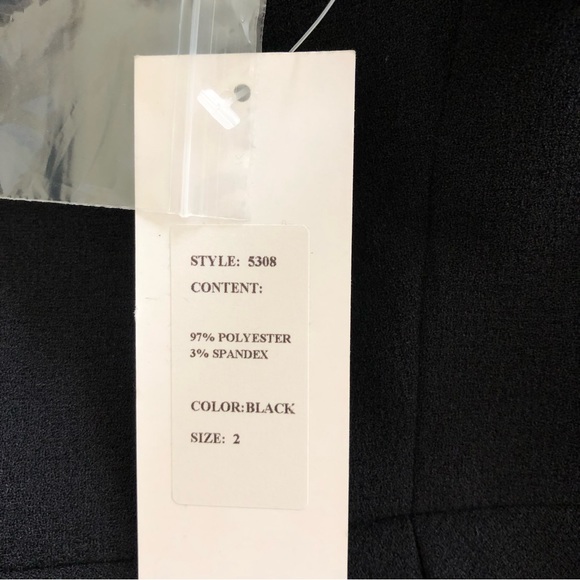 STYLE: 5308
CONTENT:
97% POLYESTER
3% SPANDEX
COLOR:BLACK
SIZE: 2